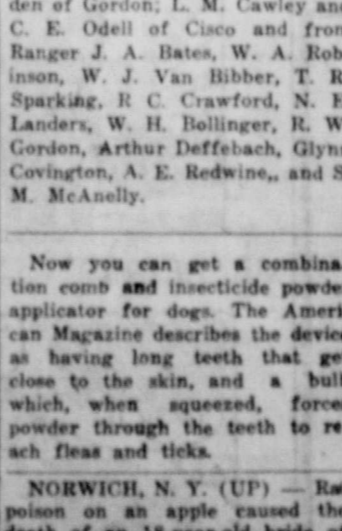 den of Gordon; L. M. Cawley and
C. E. Odell of Cisco and from
Ranger J. A. Bates, W. A. Rob
inson, W. J. Van Bibber, T. R
Sparking, R C. Crawford, N. E
Landers, W. H. Bollinger, R. W
Gordon, Arthur Deffebach, Glyn
Covington, A. E. Redwine,, and S
M. McAnelly.
Now you can get a combina
tion comb and insecticide powde
applicator for dogs. The Ameri
can Magazine describes the device
as having long teeth that ge
close to the skin, and a bul
which, when squeezed, force
powder through the teeth to re
ach fleas and ticks.
NORWICH, N. Y. (UP) — Ra
poison on an apple caused the